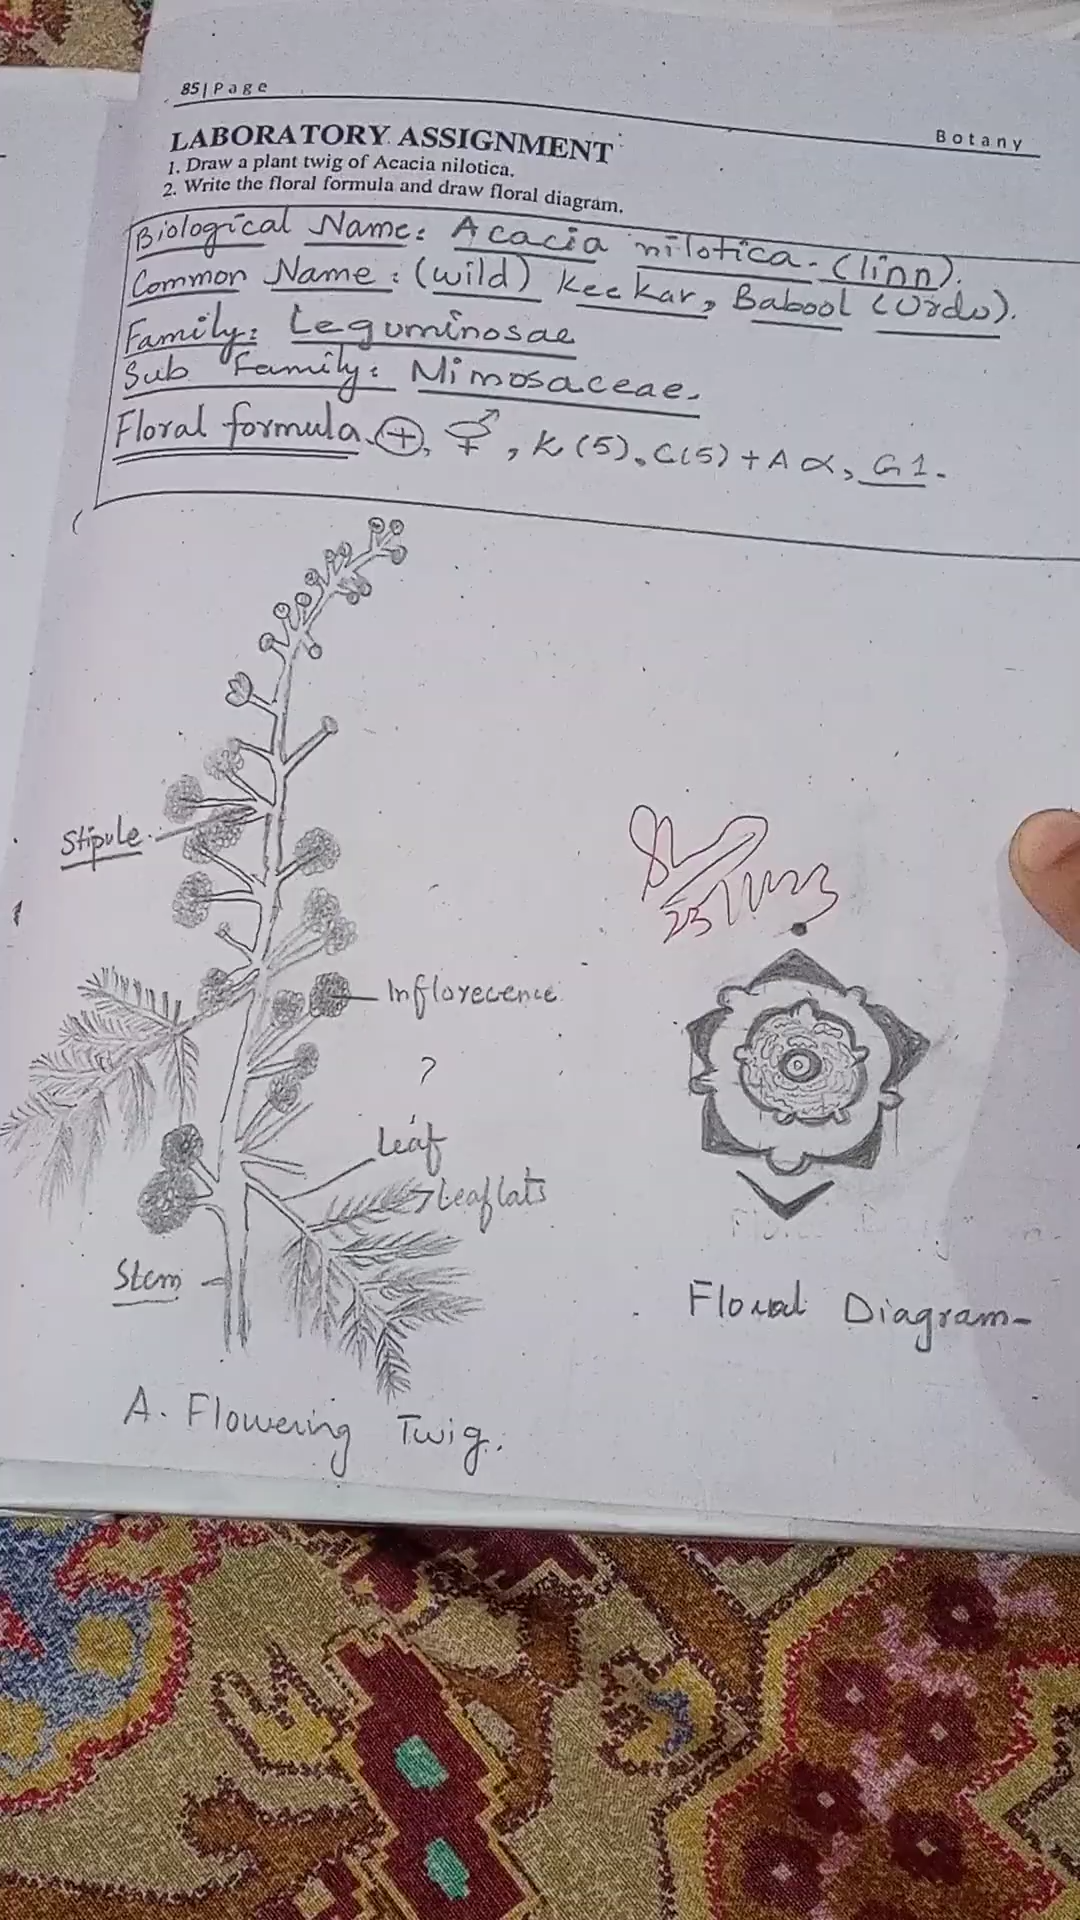 85 | Page
Botany
LABORATORY ASSIGNMENT
1. Draw a plant twig of Acacia nilotica.
2. Write the floral formula and draw floral diagram.
Biological Name: Acacia nilotica. (linn).
Common Name: (wild) Keekar, Babool (Urdu).
Family: Leguminosae
Sub Family: Mimosaceae.
Floral formula ⊕, ⚥, K(5), C(5) + A α, G1.
Stipule
Inflorecence
?
leaf
Leaflats
Stem
Floral Diagram-
A. Flowering Twig.